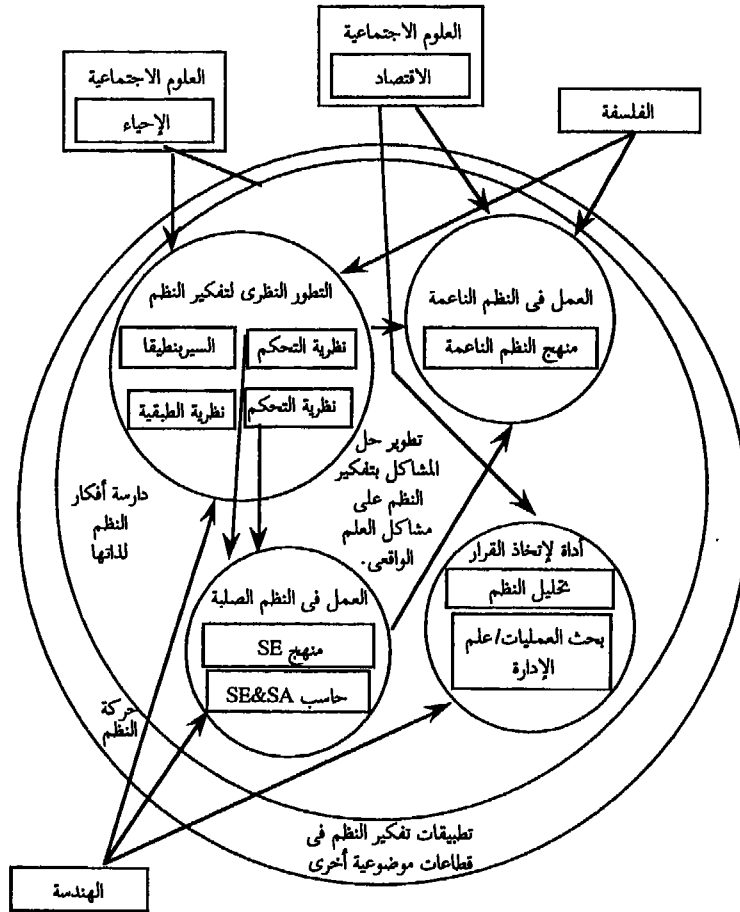 العلوم الاجتماعية
الاقتصاد
العلوم الاجتماعية
الإحياء
الفلسفة
التطور النظرى لتفكير النظم
السيربنطيقا
نظرية التحكم
نظرية الطبقية
نظرية التحكم
العمل فى النظم الناعمة
منهج النظم الناعمة
تطوير حل
المشاكل بتفكير
النظم على
مشاكل العلم
الواقعى.
دارسة أفكار
النظم
لذاتها
أداة لإتخاذ القرار
تحليل النظم
بحث العمليات/علم
الإدارة
العمل فى النظم الصلبة
منهج SE
حاسب SE&SA
حركة
النظم
تطبيقات تفكير النظم فى
قطاعات موضوعية أخرى
الهندسة